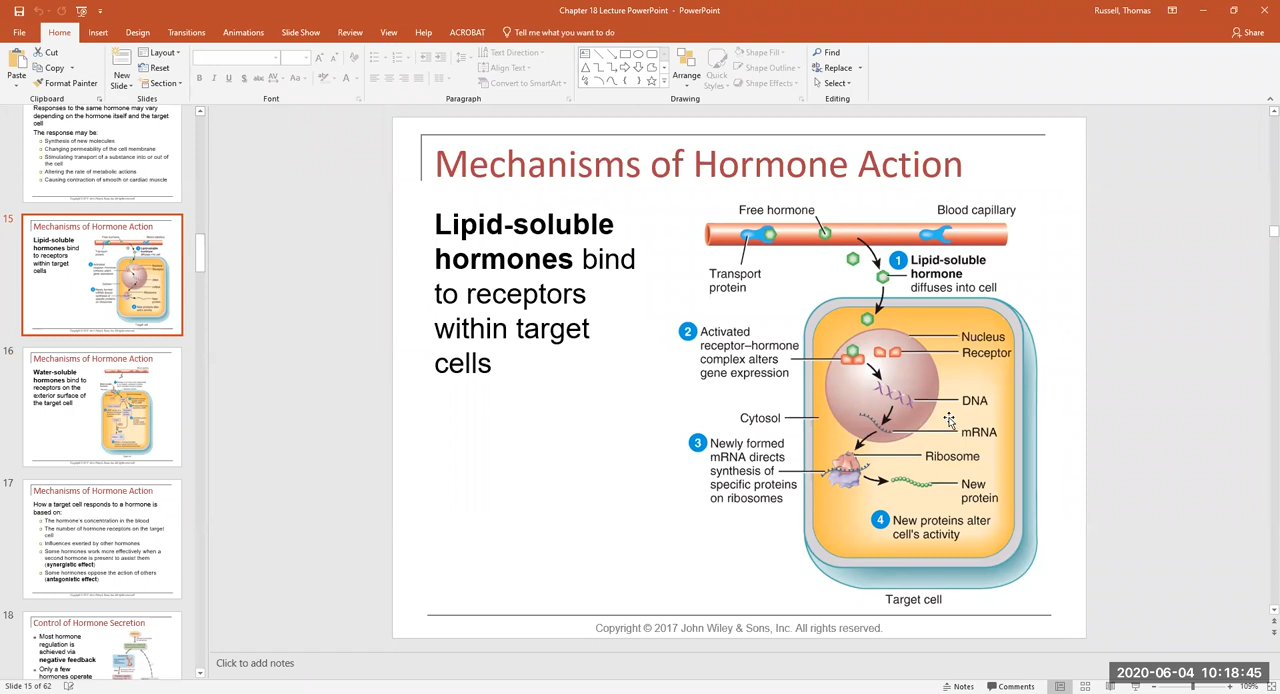 Chapter 18 Lecture PowerPoint - PowerPoint
Russell, Thomas
File Home Insert Design Transitions Animations Slide Show Review View Help ACROBAT Tell me what you want to do
Share
Paste
Cut
Copy
Format Painter
Clipboard
New
Slide
Layout
Reset
Section
Slides
B I U S abc AV Aa A
Font
Text Direction
Align Text
Convert to SmartArt
Paragraph
Arrange
Quick
Styles
Shape Fill
Shape Outline
Shape Effects
Drawing
Find
Replace
Select
Editing
Responses to the same hormone may vary
depending on the hormone itself and the target
cell
The response may be:
Synthesis of new molecules
Changing permeability of the cell membrane
Stimulating transport of a substance into or out of
the cell
Altering the rate of metabolic actions
Causing contraction of smooth or cardiac muscle
15
Mechanisms of Hormone Action
Lipid-soluble
hormones bind
to receptors
within target
cells
16
Mechanisms of Hormone Action
Water-soluble
hormones bind to
receptors on the
exterior surface of
the target cell
17
Mechanisms of Hormone Action
How a target cell responds to a hormone is
based on:
The hormone's concentration in the blood
The number of hormone receptors on the target
cell
Influences exerted by other hormones
Some hormones work more effectively when a
second hormone is present to assist them
(synergistic effect)
Some hormones oppose the action of others
(antagonistic effect)
18
Control of Hormone Secretion
Most hormone
regulation is
achieved via
negative feedback
Only a few
hormones operate
Mechanisms of Hormone Action
Lipid-soluble
hormones bind
to receptors
within target
cells
Free hormone
Blood capillary
Transport
protein
1 Lipid-soluble
hormone
diffuses into cell
2 Activated
receptor–hormone
complex alters
gene expression
Nucleus
Receptor
DNA
Cytosol
mRNA
3 Newly formed
mRNA directs
synthesis of
specific proteins
on ribosomes
Ribosome
New
protein
4 New proteins alter
cell's activity
Target cell
Copyright © 2017 John Wiley & Sons, Inc. All rights reserved.
Click to add notes
2020-06-04 10:18:45
Slide 15 of 62
Notes
Comments
109%